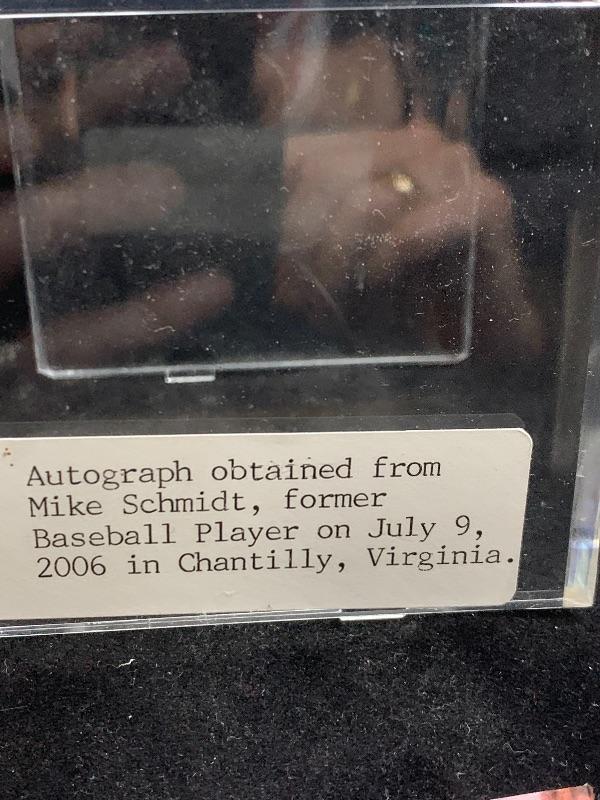 Autograph obtained from
Mike Schmidt, former
Baseball Player on July 9,
2006 in Chantilly, Virginia.